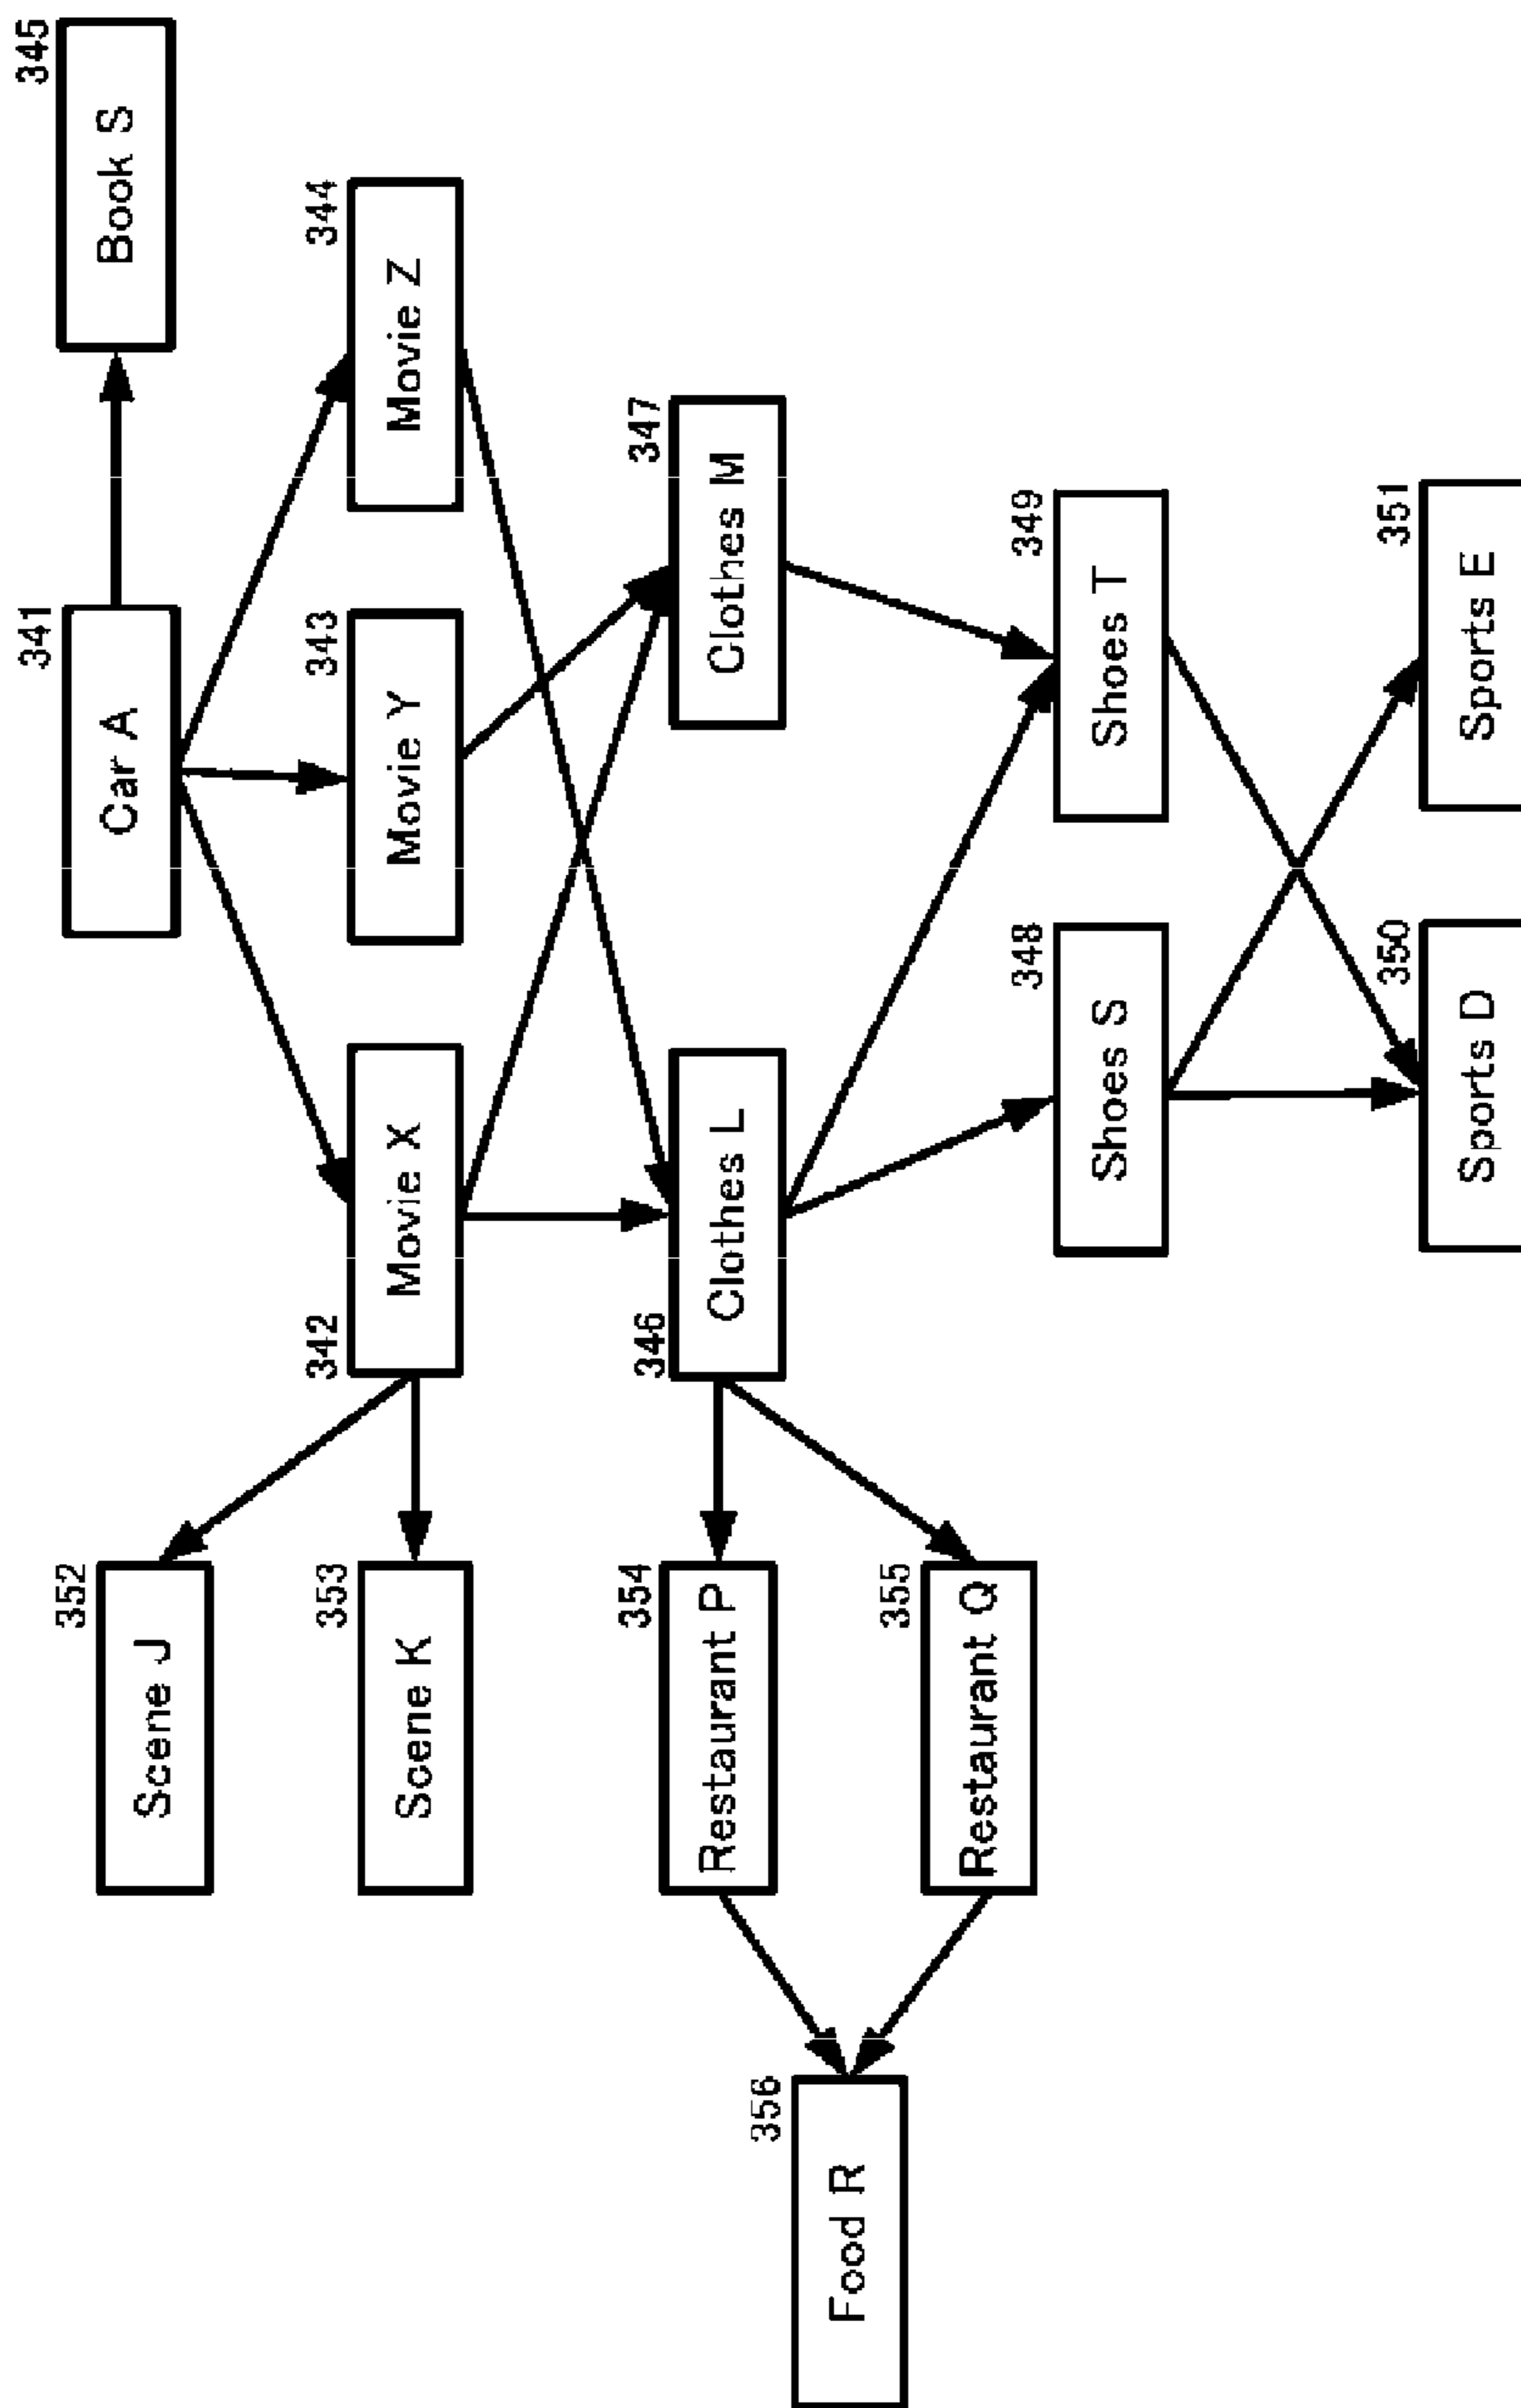 341
Car A
345
Book S
342
Movie X
343
Movie Y
344
Movie Z
352
Scene J
353
Scene K
346
Clothes L
347
Clothes M
354
Restaurant P
355
Restaurant Q
356
Food R
348
Shoes S
349
Shoes T
350
Sports D
351
Sports E